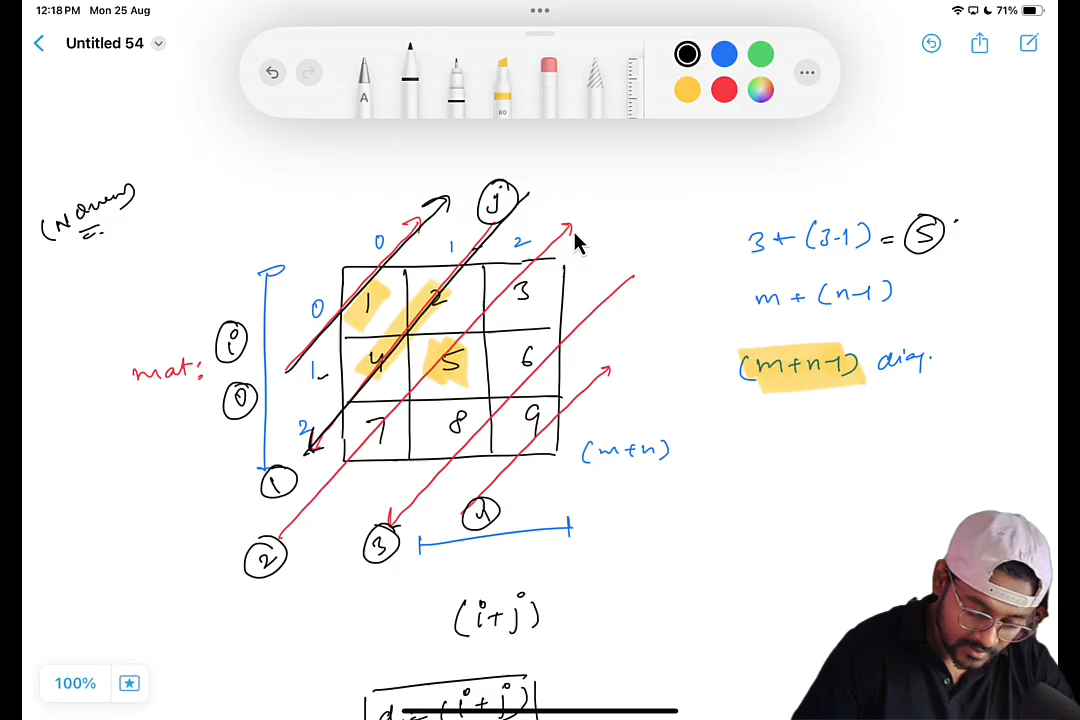 12:18 PM Mon 25 Aug
71%
Untitled 54
A
80
j
0 1 2
3 + (3-1) = 5
0 1 2 3
m + (n-1)
i
mat:
1 4 5 6
(m+n-1) diag.
0
2 7 8 9
(m+n)
1
4
2 3
(i+j)
100%
d = (i+j)